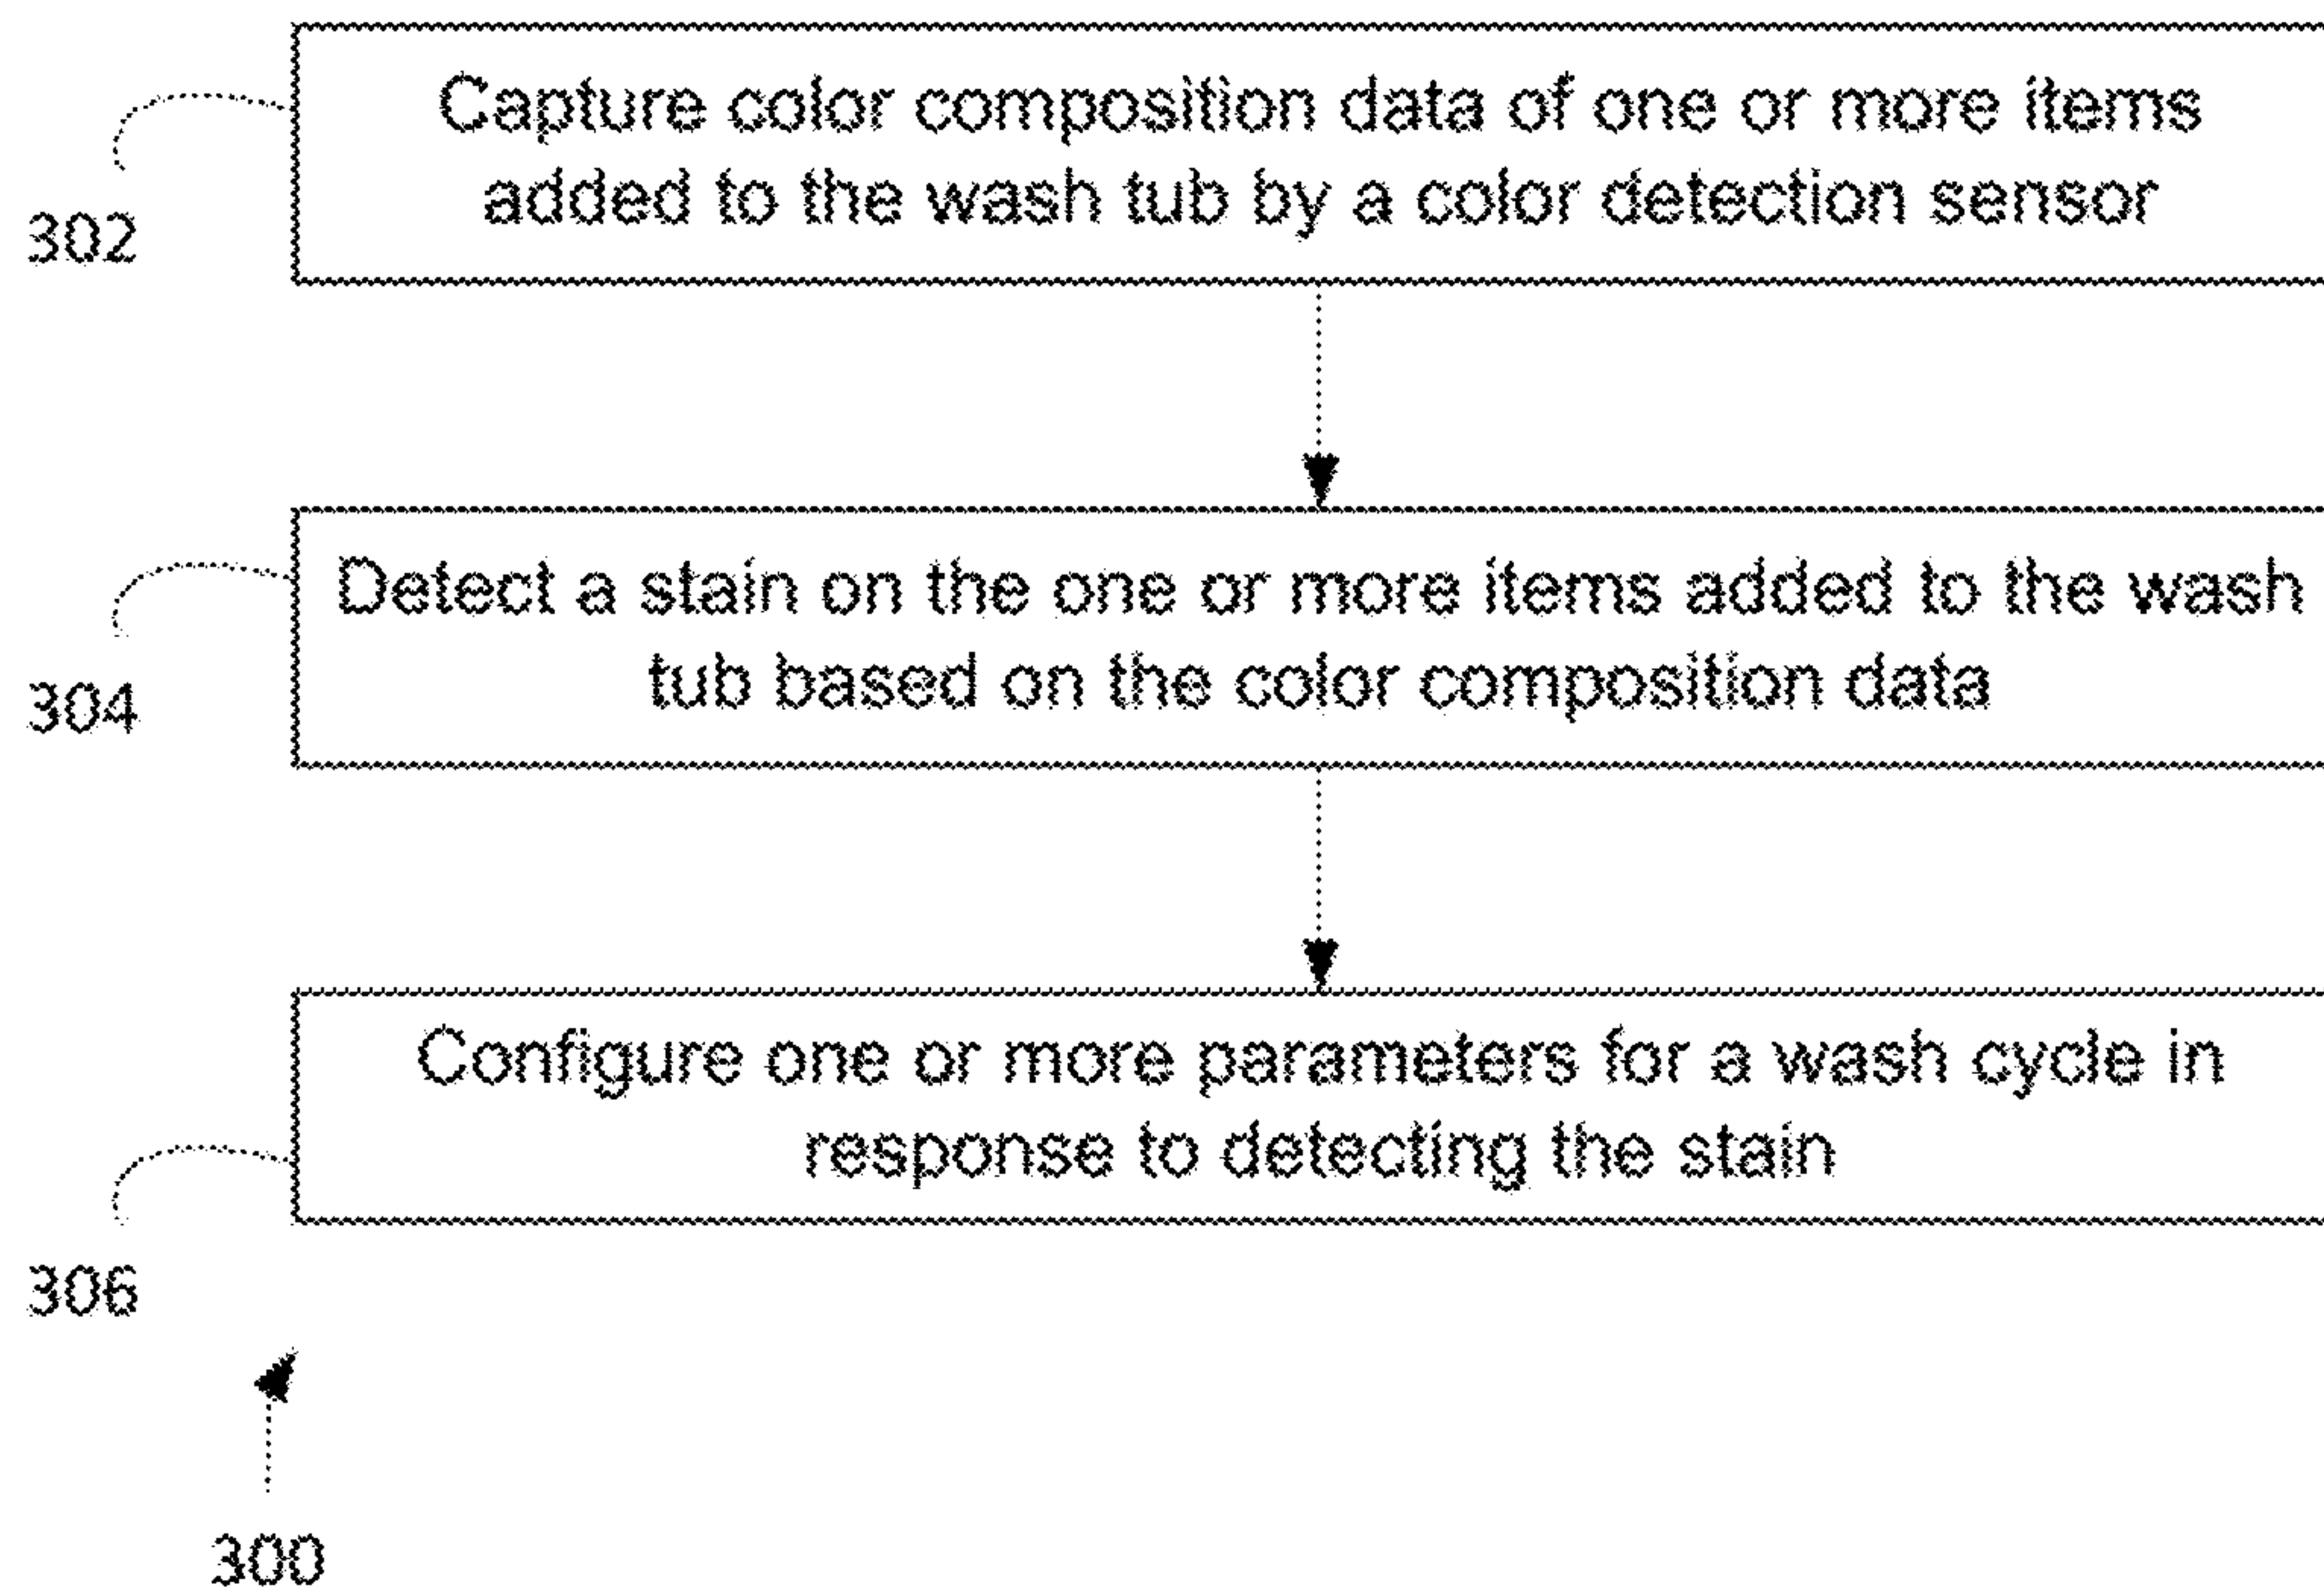 Capture color composition data of one or more items
added to the wash tub by a color detection sensor
302
Detect a stain on the one or more items added to the wash
tub based on the color composition data
304
Configure one or more parameters for a wash cycle in
response to detecting the stain
306
300